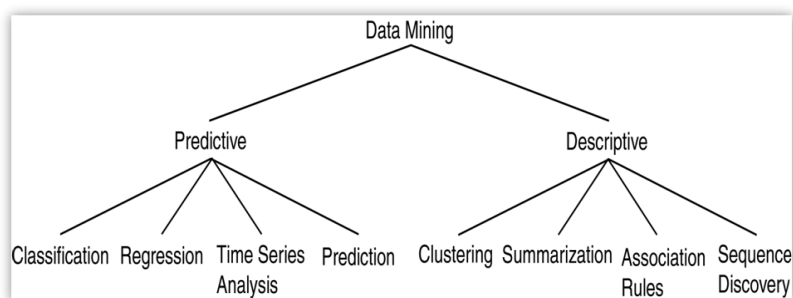 Data Mining
Predictive
Descriptive
Classification
Regression
Time Series
Analysis
Prediction
Clustering
Summarization
Association
Rules
Sequence
Discovery